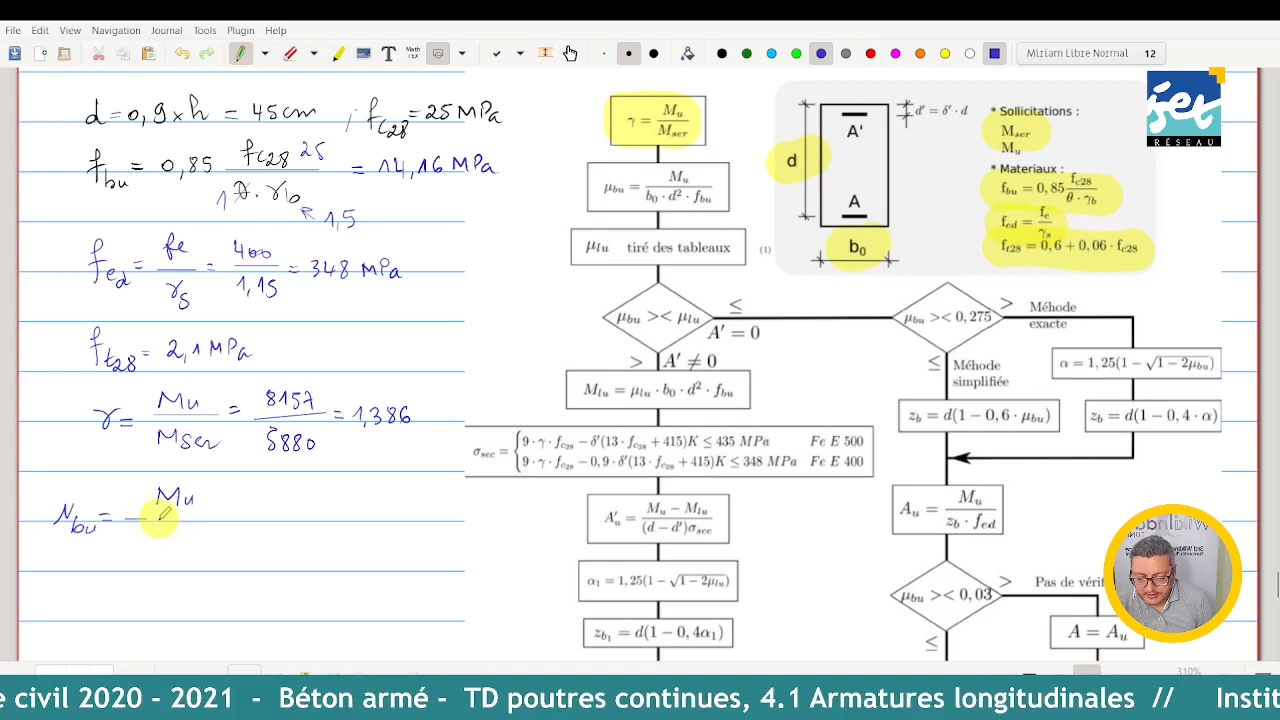 File Edit View Navigation Journal Tools Plugin Help
Miriam Libre Normal 12
d=0,9×h = 45cm ; fc28=25MPa
fbu = 0,85 fc28 25 / 1 θ.γb = 14,16 MPa
1,5
fed = fe/γs = 400/1,15 = 348 MPa
ft28 = 2,1 MPa
γ = Mu/Mser = 8157/5880 = 1,386
μbu = Mu
γ = Mu/Mser
μbu = Mu/(b0 · d² · fbu)
μlu tiré des tableaux (1)
μbu >< μlu
≤
A' = 0
> A' ≠ 0
Mlu = μlu · b0 · d² · fbu
σsec = { 9 · γ · fc28 − δ'(13 · fc28 + 415)K ≤ 435 MPa Fe E 500
9 · γ · fc28 − 0,9 · δ'(13 · fc28 + 415)K ≤ 348 MPa Fe E 400
A'u = (Mu − Mlu)/((d − d')σsec)
α1 = 1,25(1 − √1 − 2μlu)
zb1 = d(1 − 0,4α1)
d
A'
A
b0
d' = δ' · d
* Sollicitations :
Mser
Mu
* Materiaux :
fbu = 0,85 fc28/(θ · γb)
fed = fe/γs
ft28 = 0,6 + 0,06 · fc28
RÉSEAU
μbu >< 0,275
> Méhode
exacte
≤ Méhode
simplifiée
α = 1,25(1 − √1 − 2μbu)
zb = d(1 − 0,6 · μbu)
zb = d(1 − 0,4 · α)
Au = Mu/(zb · fed)
μbu >< 0,03
> Pas de vérif
≤
A = Au
310%
e civil 2020 - 2021 - Béton armé - TD poutres continues, 4.1 Armatures longitudinales // Instit